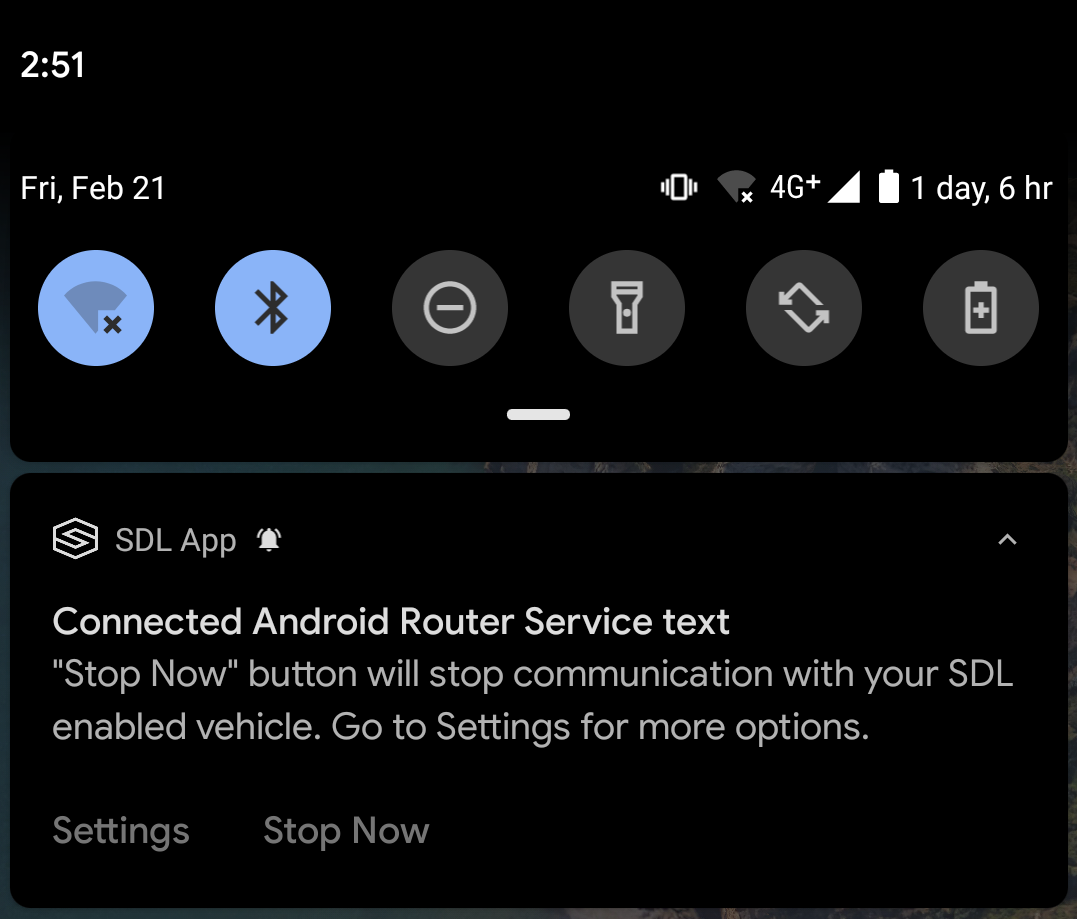 2:51
Fri, Feb 21 4G+ 1 day, 6 hr
SDL App
Connected Android Router Service text
"Stop Now" button will stop communication with your SDL
enabled vehicle. Go to Settings for more options.
Settings Stop Now